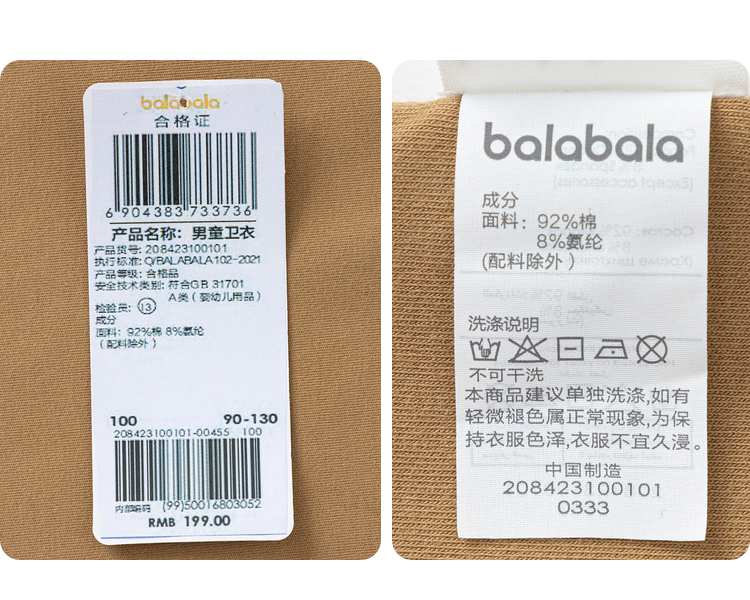 balabala
合格证
6 904383 733736
产品名称: 男童卫衣
产品货号: 208423100101
执行标准: Q/BALABALA 102-2021
产品等级: 合格品
安全技术类别: 符合GB 31701
A类 ( 婴幼儿用品 )
检验员: 13
成分
面料: 92%棉 8%氨纶
( 配料除外 )
100 90-130
208423100101-00455 100
内部编码 (99)50016803052
RMB 199.00
balabala
成分
面料: 92%棉
8%氨纶
(配料除外 )
洗涤说明
不可干洗
本商品建议单独洗涤,如有
轻微褪色属正常现象,为保
持衣服色泽,衣服不宜久漫。
中国制造
208423100101
0333